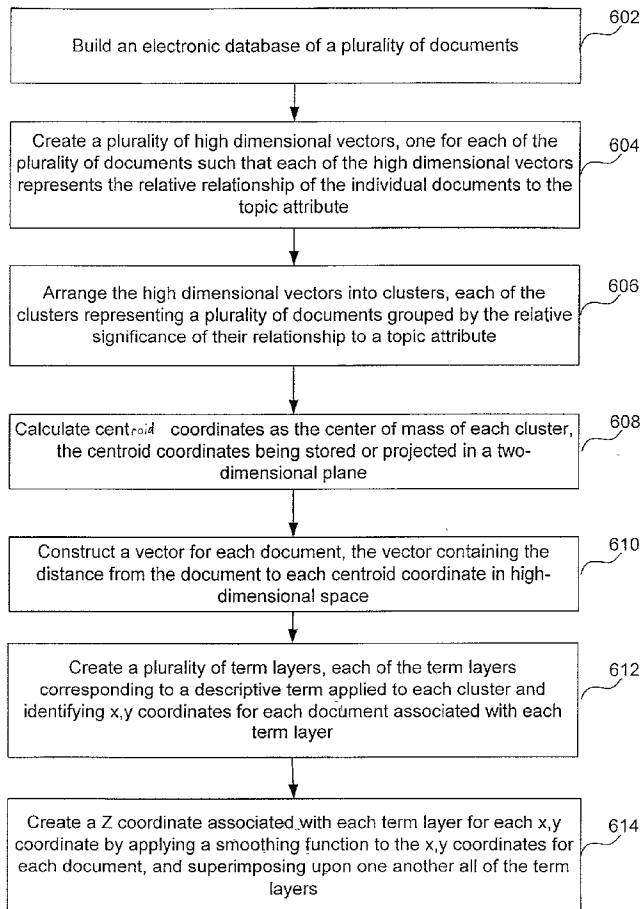 602
Build an electronic database of a plurality of documents
Create a plurality of high dimensional vectors, one for each of the
plurality of documents such that each of the high dimensional vectors
represents the relative relationship of the individual documents to the
topic attribute
604
Arrange the high dimensional vectors into clusters, each of the
clusters representing a plurality of documents grouped by the relative
significance of their relationship to a topic attribute
606
Calculate centroid coordinates as the center of mass of each cluster,
the centroid coordinates being stored or projected in a two-
dimensional plane
608
Construct a vector for each document, the vector containing the
distance from the document to each centroid coordinate in high-
dimensional space
610
Create a plurality of term layers, each of the term layers
corresponding to a descriptive term applied to each cluster and
identifying x,y coordinates for each document associated with each
term layer
612
Create a Z coordinate associated with each term layer for each x,y
coordinate by applying a smoothing function to the x,y coordinates for
each document, and superimposing upon one another all of the term
layers
614